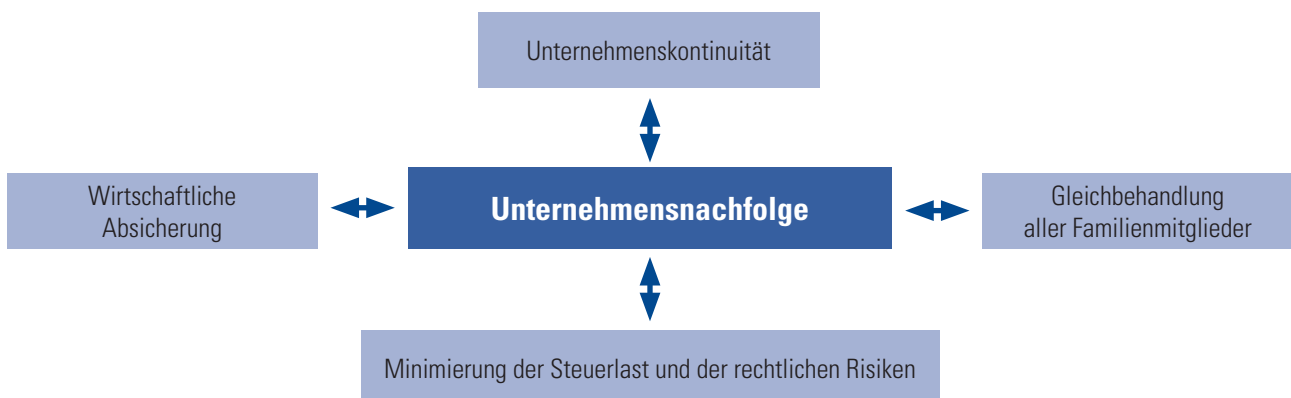 Unternehmenskontinuität
Wirtschaftliche
Absicherung
Unternehmensnachfolge
Gleichbehandlung
aller Familienmitglieder
Minimierung der Steuerlast und der rechtlichen Risiken